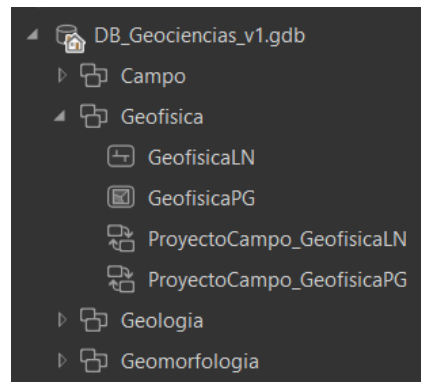 DB_Geociencias_v1.gdb
Campo
Geofisica
GeofisicaLN
GeofisicaPG
ProyectoCampo_GeofisicaLN
ProyectoCampo_GeofisicaPG
Geologia
Geomorfologia